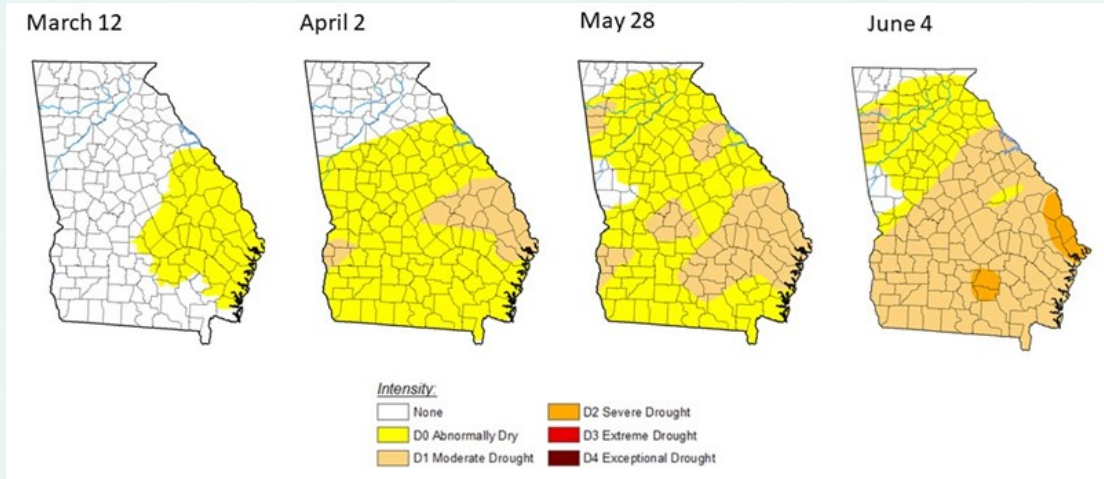 March 12
April 2
May 28
June 4
Intensity:
None
D0 Abnormally Dry
D1 Moderate Drought
D2 Severe Drought
D3 Extreme Drought
D4 Exceptional Drought